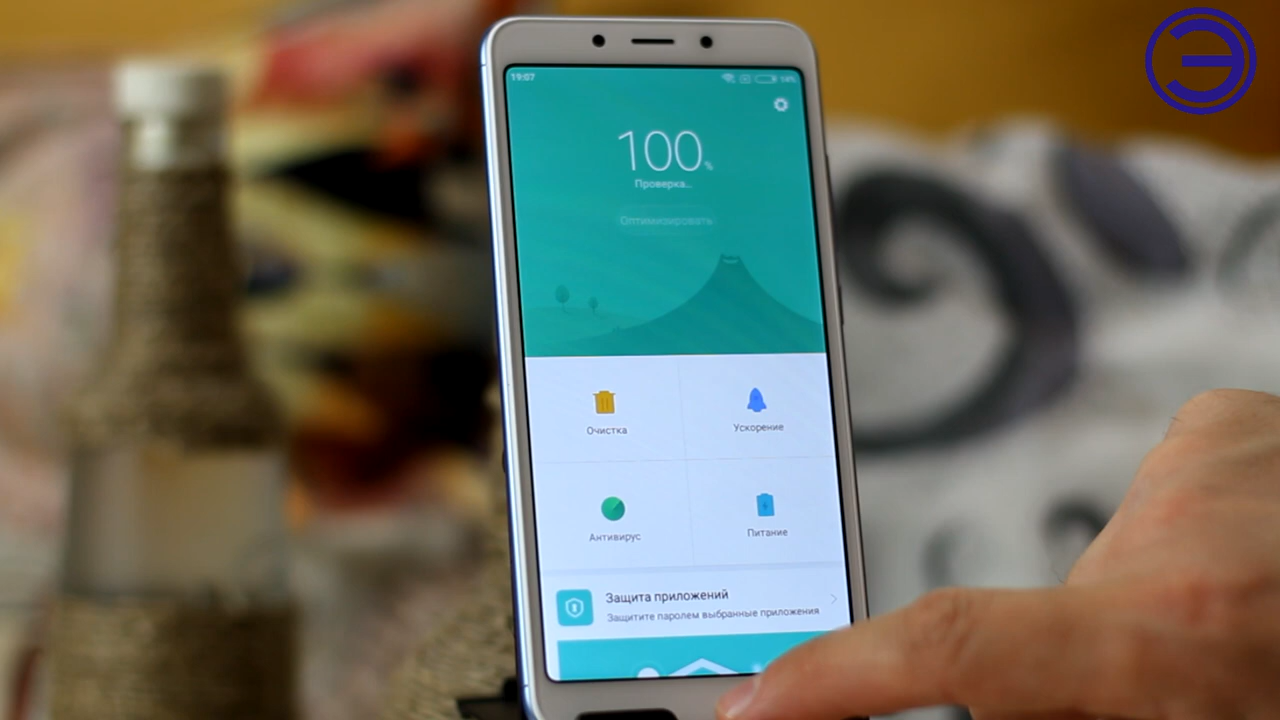 19:07
100%
Проверка...
Оптимизировать
Очистка
Ускорение
Антивирус
Питание
Защита приложений
Защитите паролем выбранные приложения